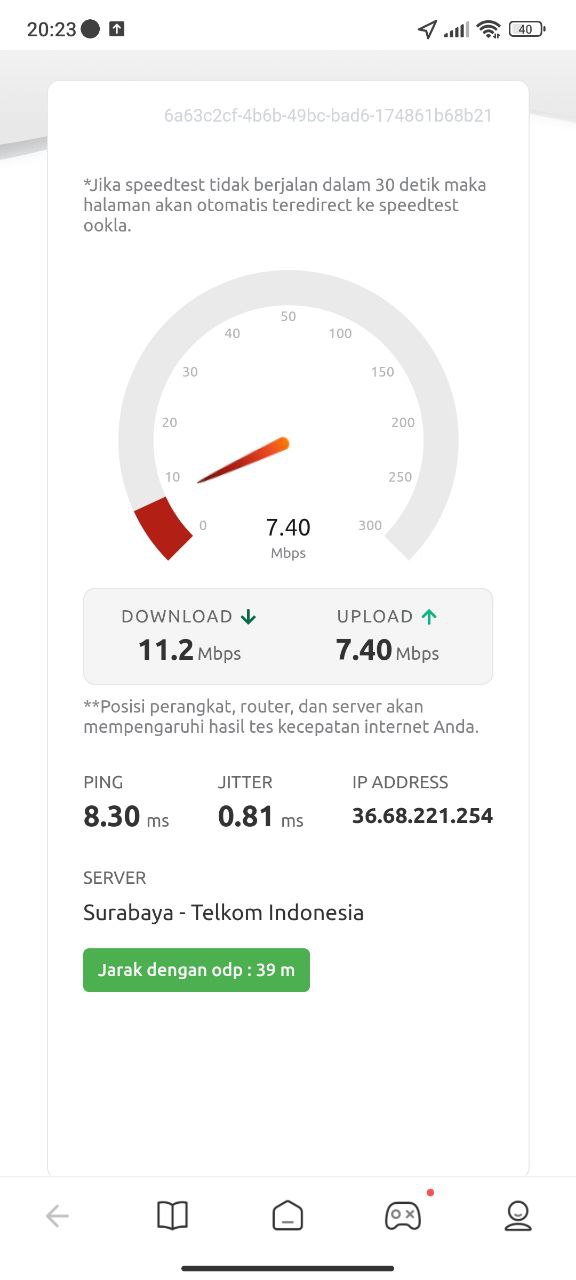 20:23
40
6a63c2cf-4b6b-49bc-bad6-174861b68b21
*Jika speedtest tidak berjalan dalam 30 detik maka
halaman akan otomatis teredirect ke speedtest
ookla.
50
40
100
30
150
20
200
10
250
0
300
7.40
Mbps
DOWNLOAD
UPLOAD
11.2 Mbps
7.40 Mbps
**Posisi perangkat, router, dan server akan
mempengaruhi hasil tes kecepatan internet Anda.
PING
JITTER
IP ADDRESS
8.30 ms
0.81 ms
36.68.221.254
SERVER
Surabaya - Telkom Indonesia
Jarak dengan odp : 39 m